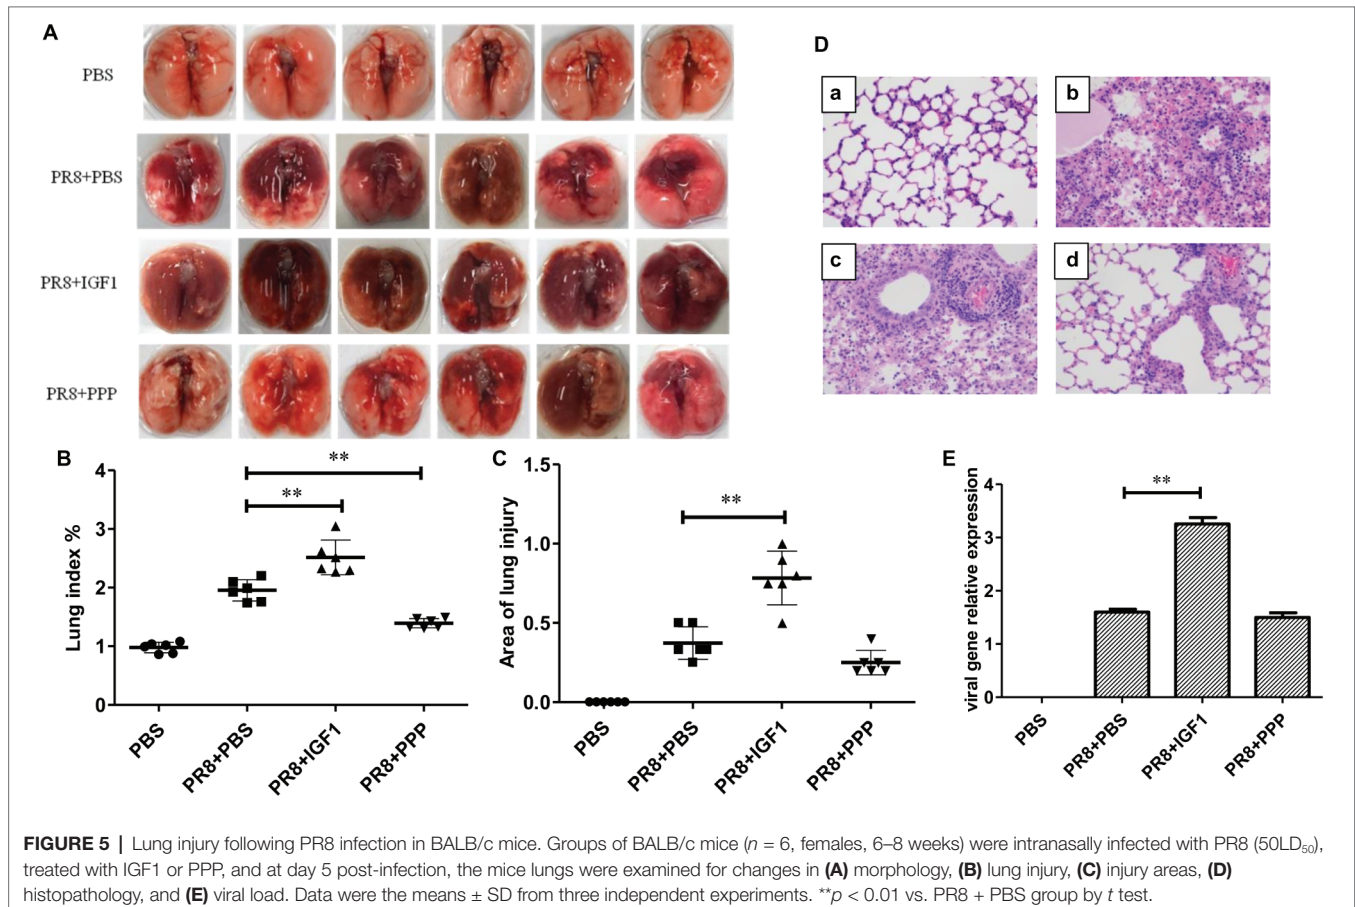 A
PBS
PR8+PBS
PR8+IGF1
PR8+PPP
D
a
b
c
d
B
Lung index %
4
3
2
1
0
**
**
PBS
PR8+PBS
PR8+IGF1
PR8+PPP
C
Area of lung injury
1.5
1.0
0.5
0.0
**
PBS
PR8+PBS
PR8+IGF1
PR8+PPP
E
viral gene relative expression
4
3
2
1
0
**
PBS
PR8+PBS
PR8+IGF1
PR8+PPP
FIGURE 5 | Lung injury following PR8 infection in BALB/c mice. Groups of BALB/c mice (n = 6, females, 6–8 weeks) were intranasally infected with PR8 (50LD₅₀),
treated with IGF1 or PPP, and at day 5 post-infection, the mice lungs were examined for changes in (A) morphology, (B) lung injury, (C) injury areas, (D)
histopathology, and (E) viral load. Data were the means ± SD from three independent experiments. **p < 0.01 vs. PR8 + PBS group by t test.